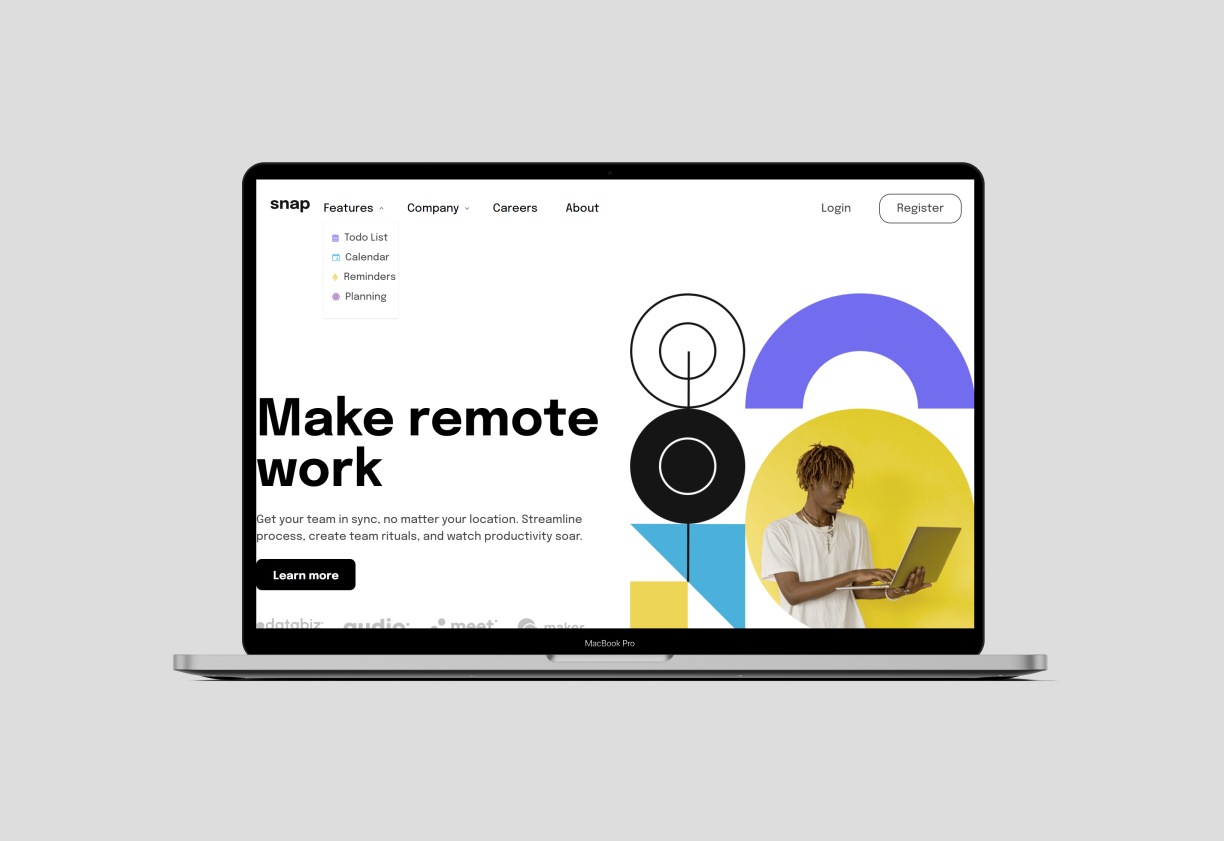 snap
Features
Company
Careers
About
Login
Register
Todo List
Calendar
Reminders
Planning
Make remote
work
Get your team in sync, no matter your location. Streamline
process, create team rituals, and watch productivity soar.
Learn more
databiz
audio
meet
maker
MacBook Pro